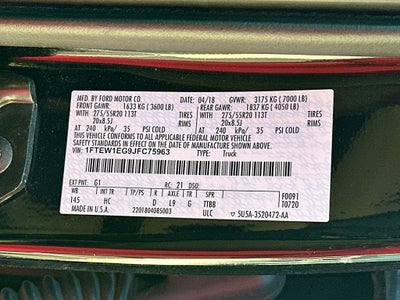 MFD. BY FORD MOTOR CO. DATE: 04/18 GVWR: 3175 KG (7000 LB)
FRONT GAWR: 1633 KG (3600 LB) REAR GAWR: 1837 KG (4050 LB)
WITH 275/55R20 113T WITH 275/55R20 113T
20x8.5J 20x8.5J
AT 240 kPa/ 35 PSI COLD AT 240 kPa/ 35 PSI COLD
THIS VEHICLE CONFORMS TO ALL APPLICABLE FEDERAL MOTOR VEHICLE
SAFETY STANDARDS IN EFFECT ON THE DATE OF MANUFACTURE SHOWN ABOVE.
VIN: 1FTEW1EG9JFC75963
TYPE: Truck
EXT PNT: G1 RC: 21 DSO: F0091
WB INT TR TP/PS R AXLE TR SPR T0720
145 HC D L9 G TTBB
MADE IN U.S.A. 2201804085003 ULC 5U5A-3520472-AA